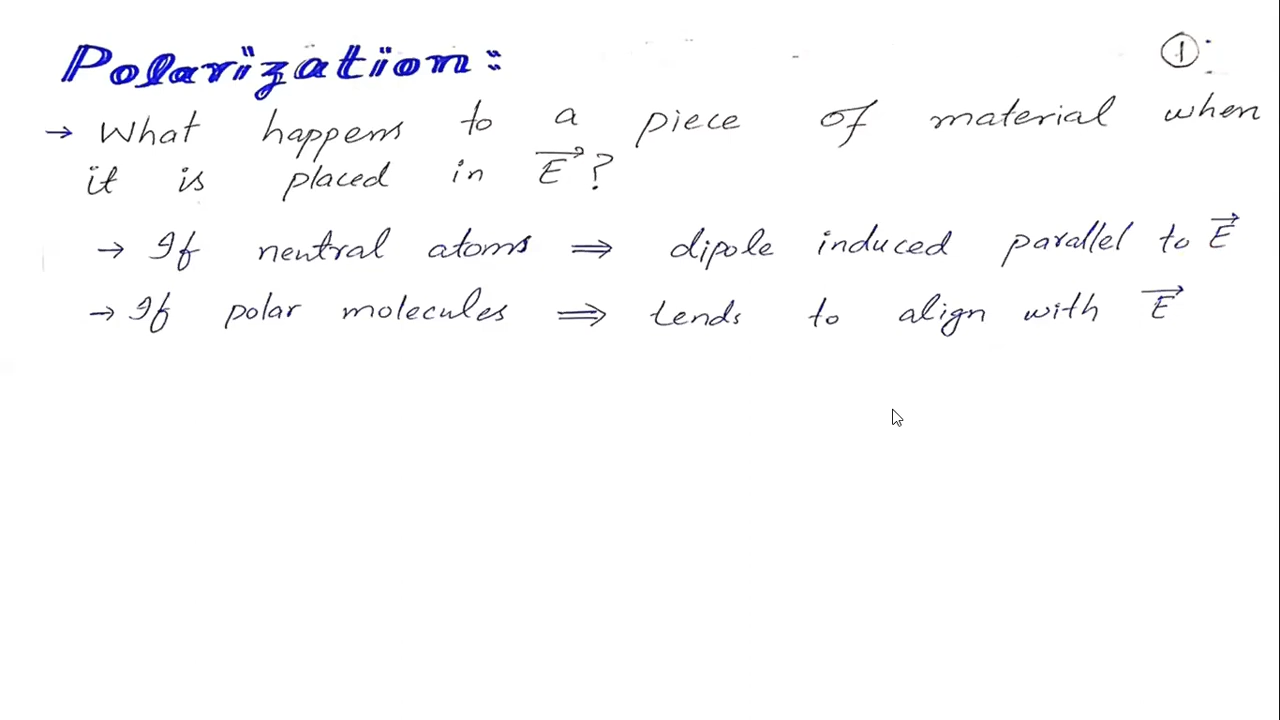 Polarization:
①
→ What happens to a piece of material when
it is placed in E⃗ ?
→ If neutral atoms ⇒ dipole induced parallel to E⃗
→ If polar molecules ⇒ tends to align with E⃗